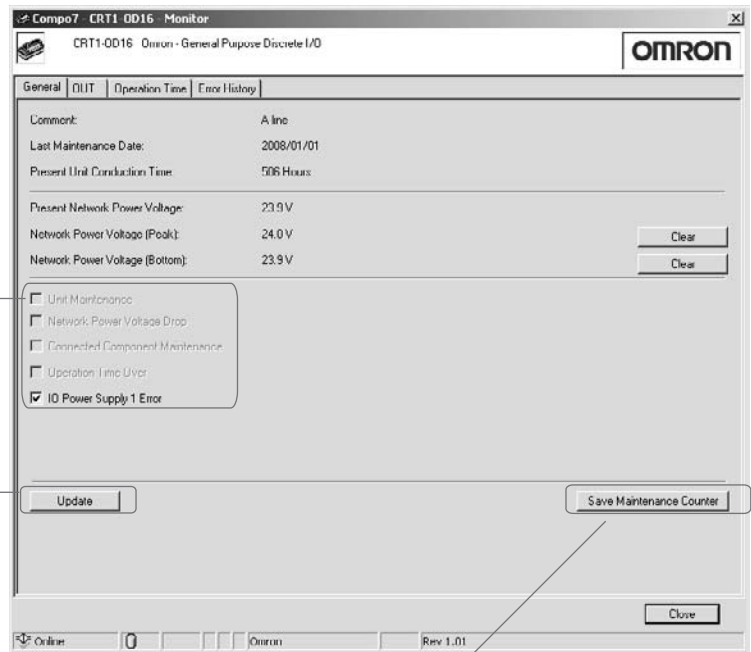 Compo7 - CRT1-OD16 - Monitor
CRT1-OD16 Omron - General Purpose Discrete I/O
OMRON
General OUT Operation Time Error History
Comment: A line
Last Maintenance Date: 2008/01/01
Present Unit Conduction Time: 506 Hours
Present Network Power Voltage: 23.9 V
Network Power Voltage (Peak): 24.0 V Clear
Network Power Voltage (Bottom): 23.9 V Clear
Unit Maintenance
Network Power Voltage Drop
Connected Component Maintenance
Operation Time Over
IO Power Supply 1 Error
Update Save Maintenance Counter
Close
Online 0 Omron Rev 1.01